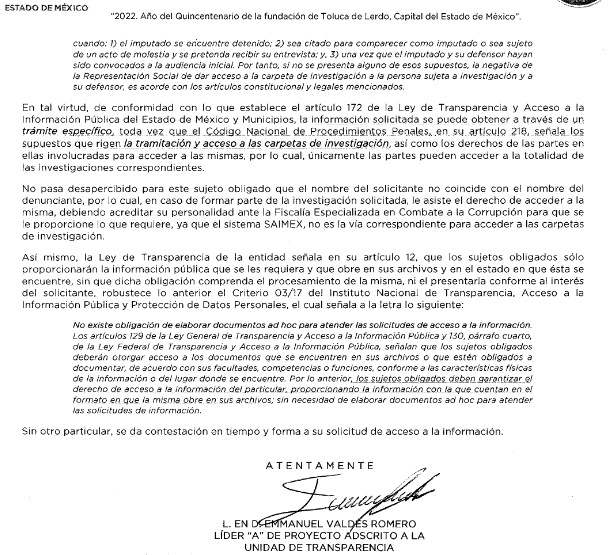 ESTADO DE MÉXICO
"2022. Año del Quincentenario de la fundación de Toluca de Lerdo, Capital del Estado de México".
cuando: 1) el imputado se encuentre detenido; 2) sea citado para comparecer como imputado o sea sujeto
de un acto de molestia y se pretenda recibir su entrevista; y, 3) una vez que el imputado y su defensor hayan
sido convocados a la audiencia inicial. Por tanto, si no se presenta alguno de esos supuestos, la negativa de
la Representación Social de dar acceso a la carpeta de investigación a la persona sujeta a investigación y a
su defensor, es acorde con los artículos constitucional y legales mencionados.
En tal virtud, de conformidad con lo que establece el artículo 172 de la Ley de Transparencia y Acceso a la
Información Pública del Estado de México y Municipios, la información solicitada se puede obtener a través de un
trámite específico, toda vez que el Código Nacional de Procedimientos Penales, en su artículo 218, señala los
supuestos que rigen la tramitación y acceso a las carpetas de investigación, así como los derechos de las partes en
ellas involucradas para acceder a las mismas, por lo cual, únicamente las partes pueden acceder a la totalidad de
las investigaciones correspondientes.
No pasa desapercibido para este sujeto obligado que el nombre del solicitante no coincide con el nombre del
denunciante, por lo cual, en caso de formar parte de la investigación solicitada, le asiste el derecho de acceder a la
misma, debiendo acreditar su personalidad ante la Fiscalía Especializada en Combate a la Corrupción para que se
le proporcione lo que requiere, ya que el sistema SAIMEX, no es la vía correspondiente para acceder a las carpetas
de investigación.
Así mismo, la Ley de Transparencia de la entidad señala en su artículo 12, que los sujetos obligados sólo
proporcionarán la información pública que se les requiera y que obre en sus archivos y en el estado en que ésta se
encuentre, sin que dicha obligación comprenda el procesamiento de la misma, ni el presentarla conforme al interés
del solicitante, robustece lo anterior el Criterio 03/17 del Instituto Nacional de Transparencia, Acceso a la
Información Pública y Protección de Datos Personales, el cual señala a la letra lo siguiente:
No existe obligación de elaborar documentos ad hoc para atender las solicitudes de acceso a la información.
Los artículos 129 de la Ley General de Transparencia y Acceso a la Información Pública y 130, párrafo cuarto,
de la Ley Federal de Transparencia y Acceso a la Información Pública, señalan que los sujetos obligados
deberán otorgar acceso a los documentos que se encuentren en sus archivos o que estén obligados a
documentar, de acuerdo con sus facultades, competencias o funciones, conforme a las características físicas
de la información o del lugar donde se encuentre. Por lo anterior, los sujetos obligados deben garantizar el
derecho de acceso a la información del particular, proporcionando la información con la que cuentan en el
formato en que la misma obre en sus archivos; sin necesidad de elaborar documentos ad hoc para atender
las solicitudes de información.
Sin otro particular, se da contestación en tiempo y forma a su solicitud de acceso a la información.
ATENTAMENTE
L. EN D. EMMANUEL VALDÉS ROMERO
LÍDER "A" DE PROYECTO ADSCRITO A LA
UNIDAD DE TRANSPARENCIA